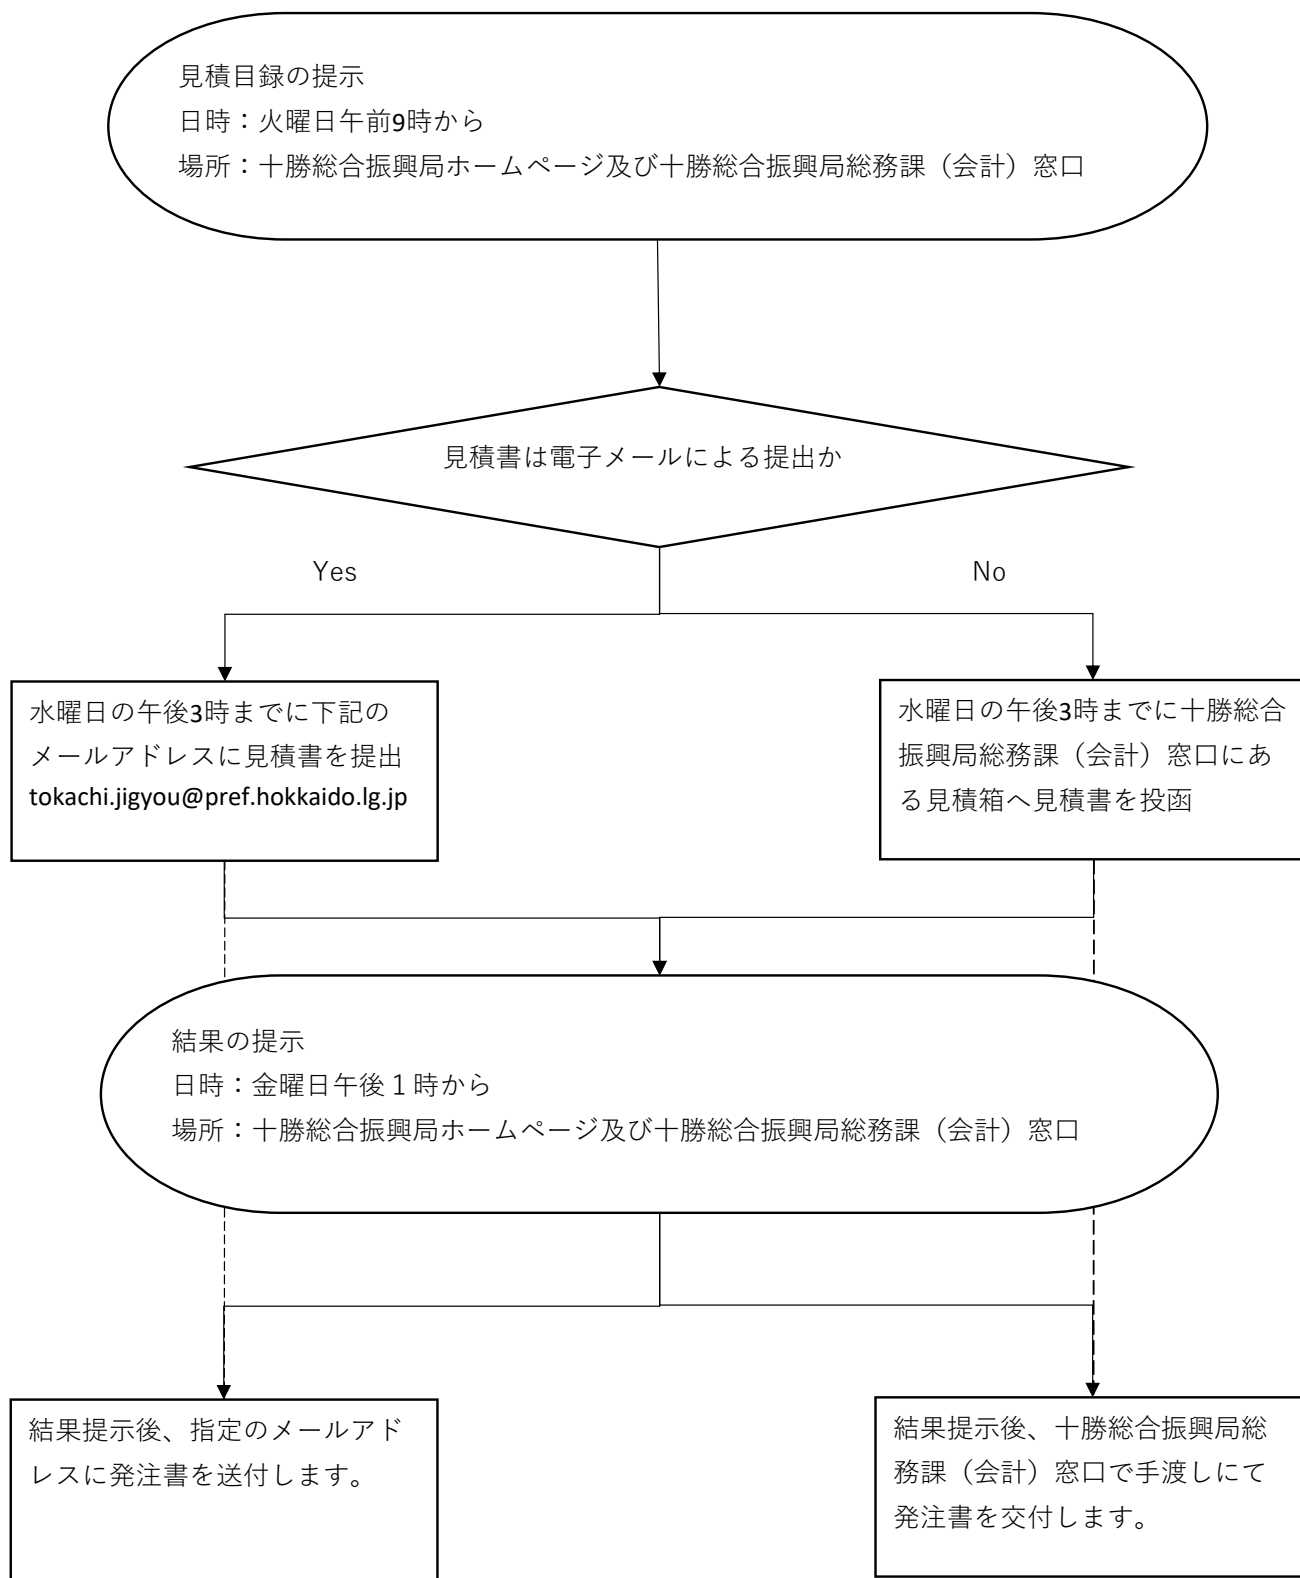 見積目録の提示
日時：火曜日午前9時から
場所：十勝総合振興局ホームページ及び十勝総合振興局総務課（会計）窓口
見積書は電子メールによる提出か
Yes
No
水曜日の午後3時までに下記の
メールアドレスに見積書を提出
tokachi.jigyou@pref.hokkaido.lg.jp
水曜日の午後3時までに十勝総合
振興局総務課（会計）窓口にあ
る見積箱へ見積書を投函
結果の提示
日時：金曜日午後１時から
場所：十勝総合振興局ホームページ及び十勝総合振興局総務課（会計）窓口
結果提示後、指定のメールアド
レスに発注書を送付します。
結果提示後、十勝総合振興局総
務課（会計）窓口で手渡しにて
発注書を交付します。